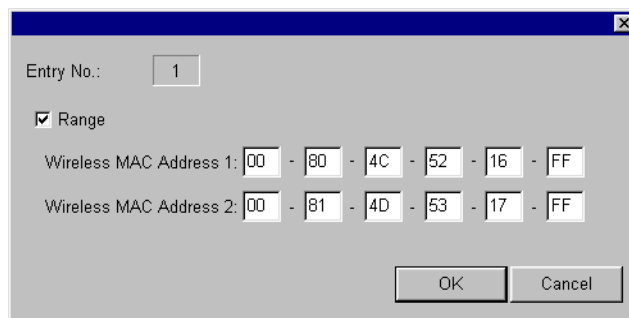 Entry No.: 1
Range
Wireless MAC Address 1: 00 - 80 - 4C - 52 - 16 - FF
Wireless MAC Address 2: 00 - 81 - 4D - 53 - 17 - FF
OK Cancel